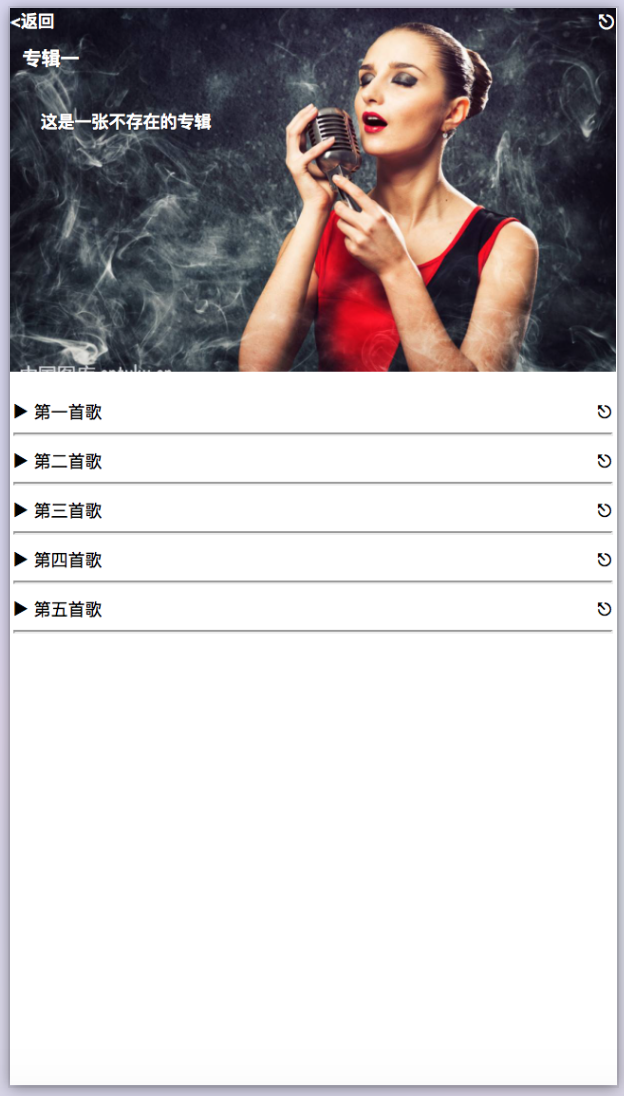 <返回
专辑一
这是一张不存在的专辑
▶ 第一首歌
▶ 第二首歌
▶ 第三首歌
▶ 第四首歌
▶ 第五首歌